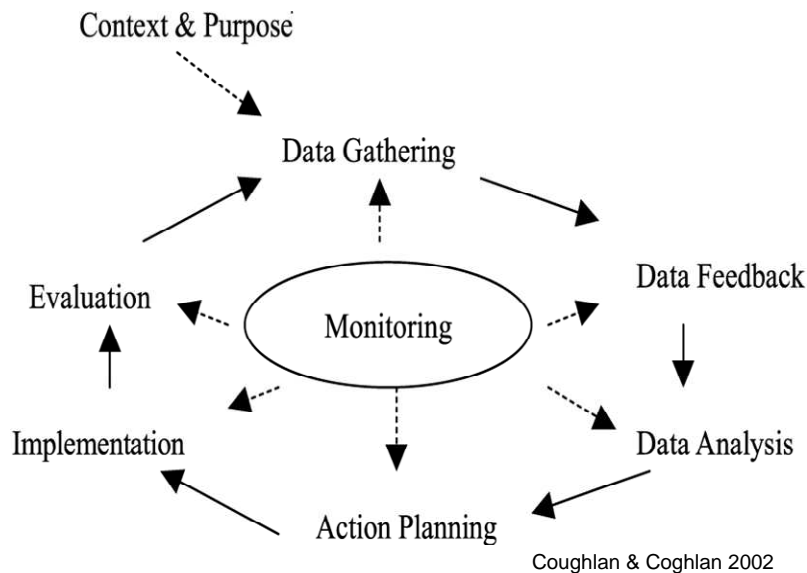 Context & Purpose
Data Gathering
Data Feedback
Evaluation
Monitoring
Implementation
Data Analysis
Action Planning
Coughlan & Coghlan 2002